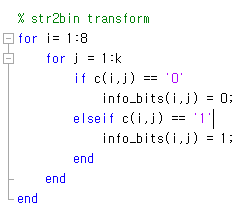 % str2bin transform
for i= 1:8
    for j = 1:k
        if c(i,j) == '0'
            info_bits(i,j) = 0;
        elseif c(i,j) == '1'
            info_bits(i,j) = 1;
        end
    end
end